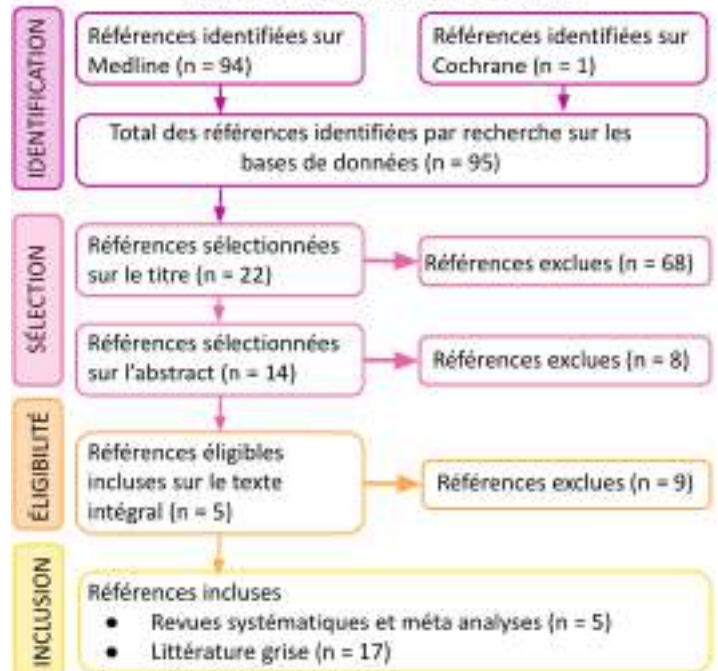 IDENTIFICATION
Références identifiées sur
Medline (n = 94)
Références identifiées sur
Cochrane (n = 1)
Total des références identifiées par recherche sur les
bases de données (n = 95)
SÉLECTION
Références sélectionnées
sur le titre (n = 22)
Références exclues (n = 68)
Références sélectionnées
sur l'abstract (n = 14)
Références exclues (n = 8)
ÉLIGIBILITÉ
Références éligibles
incluses sur le texte
intégral (n = 5)
Références exclues (n = 9)
INCLUSION
Références incluses
● Revues systématiques et méta analyses (n = 5)
● Littérature grise (n = 17)